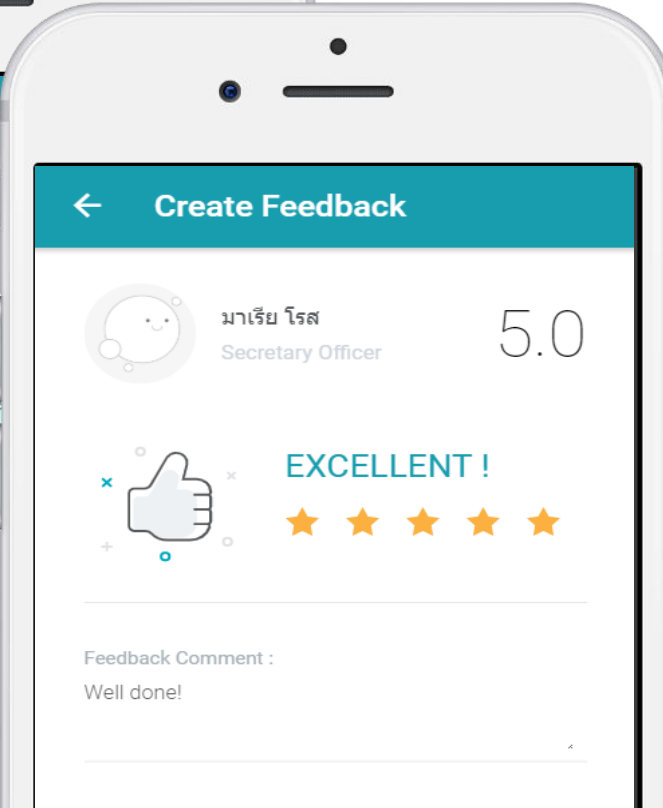 Create Feedback
มาเรีย โรส
Secretary Officer
5.0
EXCELLENT !
Feedback Comment :
Well done!